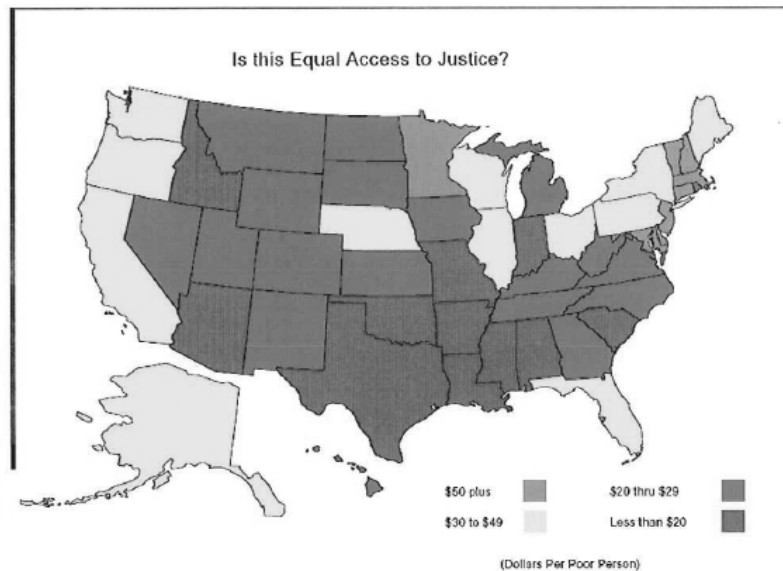 Is this Equal Access to Justice?
$50 plus
$20 thru $29
$30 to $49
Less than $20
(Dollars Per Poor Person)